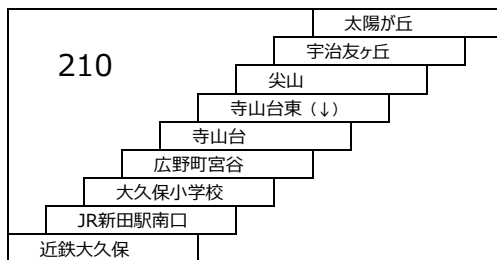 太陽が丘
宇治友ヶ丘
210
尖山
寺山台東（↓）
寺山台
広野町宮谷
大久保小学校
JR新田駅南口
近鉄大久保